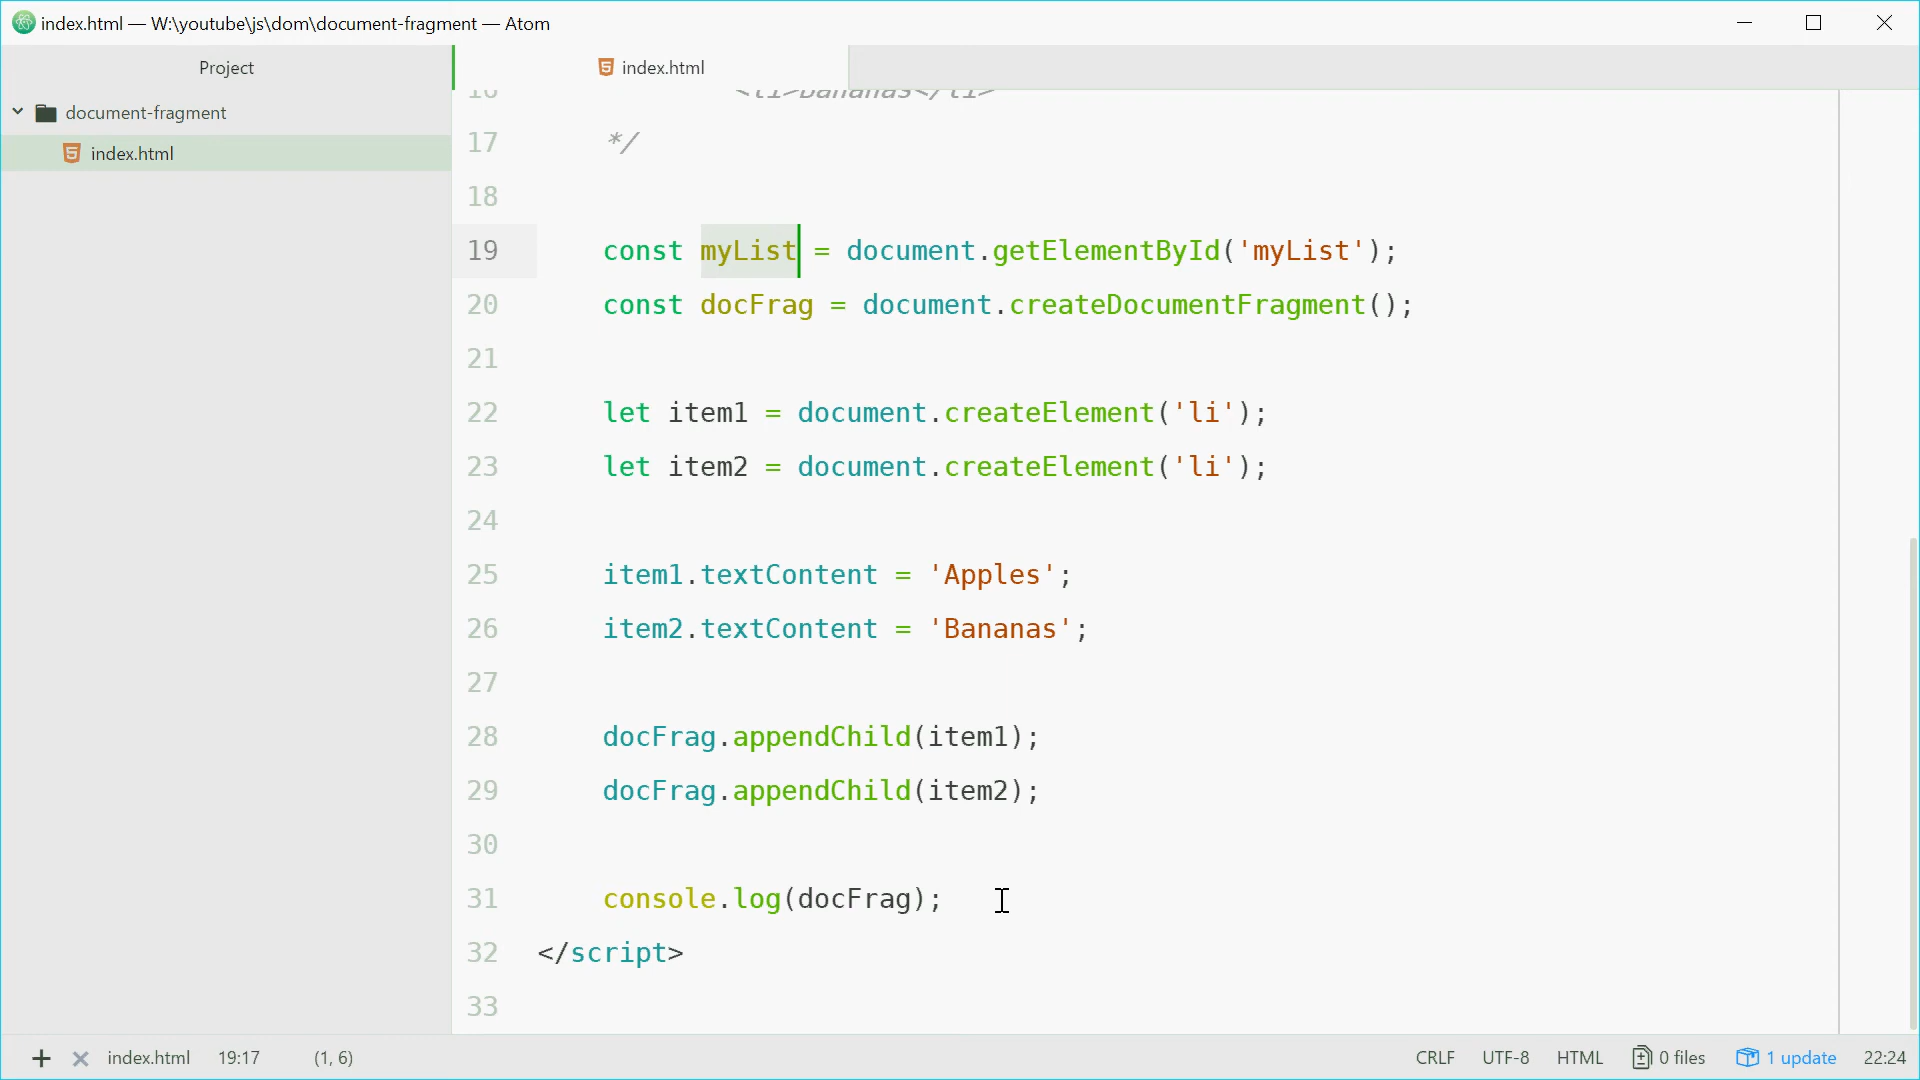 index.html — W:\youtube\js\dom\document-fragment — Atom
Project
index.html
document-fragment
index.html
16 <li>Bananas</li>
17 */
18
19 const myList = document.getElementById('myList');
20 const docFrag = document.createDocumentFragment();
21
22 let item1 = document.createElement('li');
23 let item2 = document.createElement('li');
24
25 item1.textContent = 'Apples';
26 item2.textContent = 'Bananas';
27
28 docFrag.appendChild(item1);
29 docFrag.appendChild(item2);
30
31 console.log(docFrag);
32 </script>
33
index.html 19:17 (1, 6) CRLF UTF-8 HTML 0 files 1 update 22:24